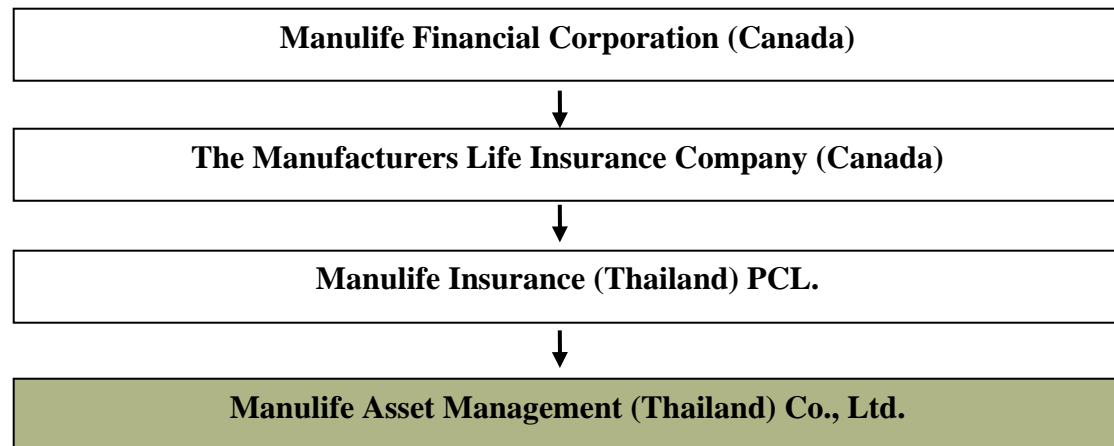 Manulife Financial Corporation (Canada)
The Manufacturers Life Insurance Company (Canada)
Manulife Insurance (Thailand) PCL.
Manulife Asset Management (Thailand) Co., Ltd.